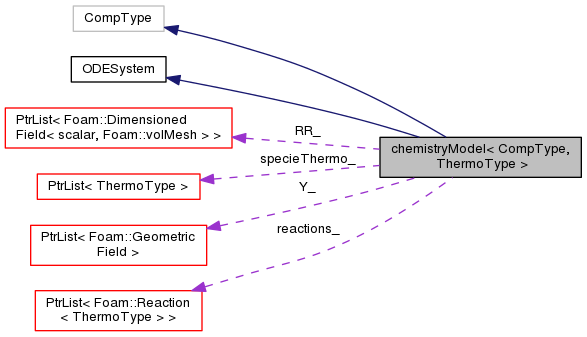 CompType
ODESystem
PtrList< Foam::Dimensioned
Field< scalar, Foam::volMesh > >
RR_
chemistryModel< CompType,
ThermoType >
specieThermo_
PtrList< ThermoType >
Y_
PtrList< Foam::Geometric
Field >
reactions_
PtrList< Foam::Reaction
< ThermoType > >